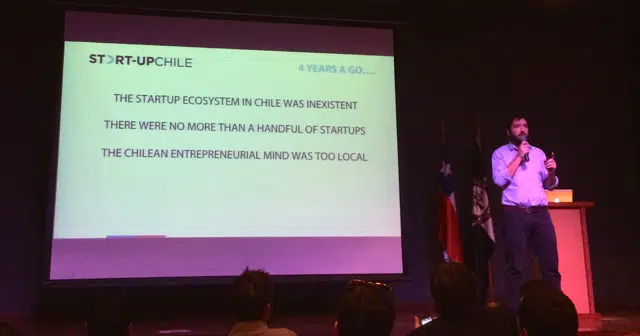 ST>RT-UPCHILE
4 YEARS A GO....
THE STARTUP ECOSYSTEM IN CHILE WAS INEXISTENT
THERE WERE NO MORE THAN A HANDFUL OF STARTUPS
THE CHILEAN ENTREPRENEURIAL MIND WAS TOO LOCAL